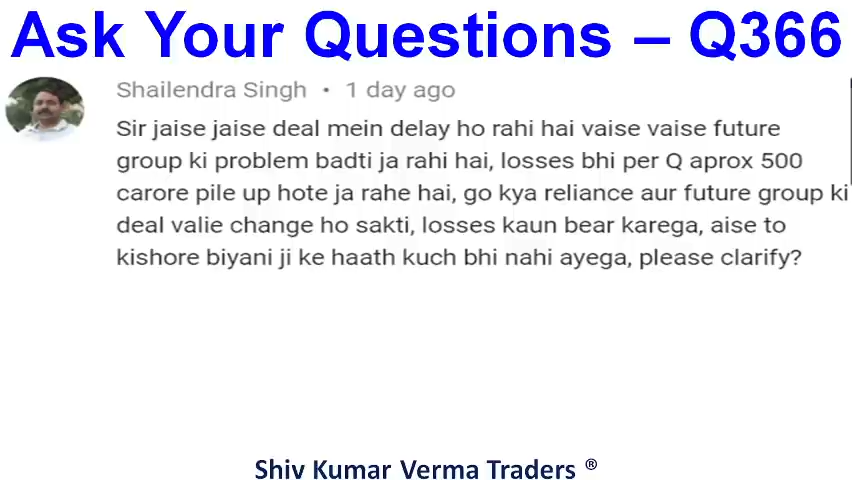 Ask Your Questions – Q366
Shailendra Singh • 1 day ago
Sir jaise jaise deal mein delay ho rahi hai vaise vaise future
group ki problem badti ja rahi hai, losses bhi per Q aprox 500
carore pile up hote ja rahe hai, go kya reliance aur future group ki
deal valie change ho sakti, losses kaun bear karega, aise to
kishore biyani ji ke haath kuch bhi nahi ayega, please clarify?
Shiv Kumar Verma Traders ®